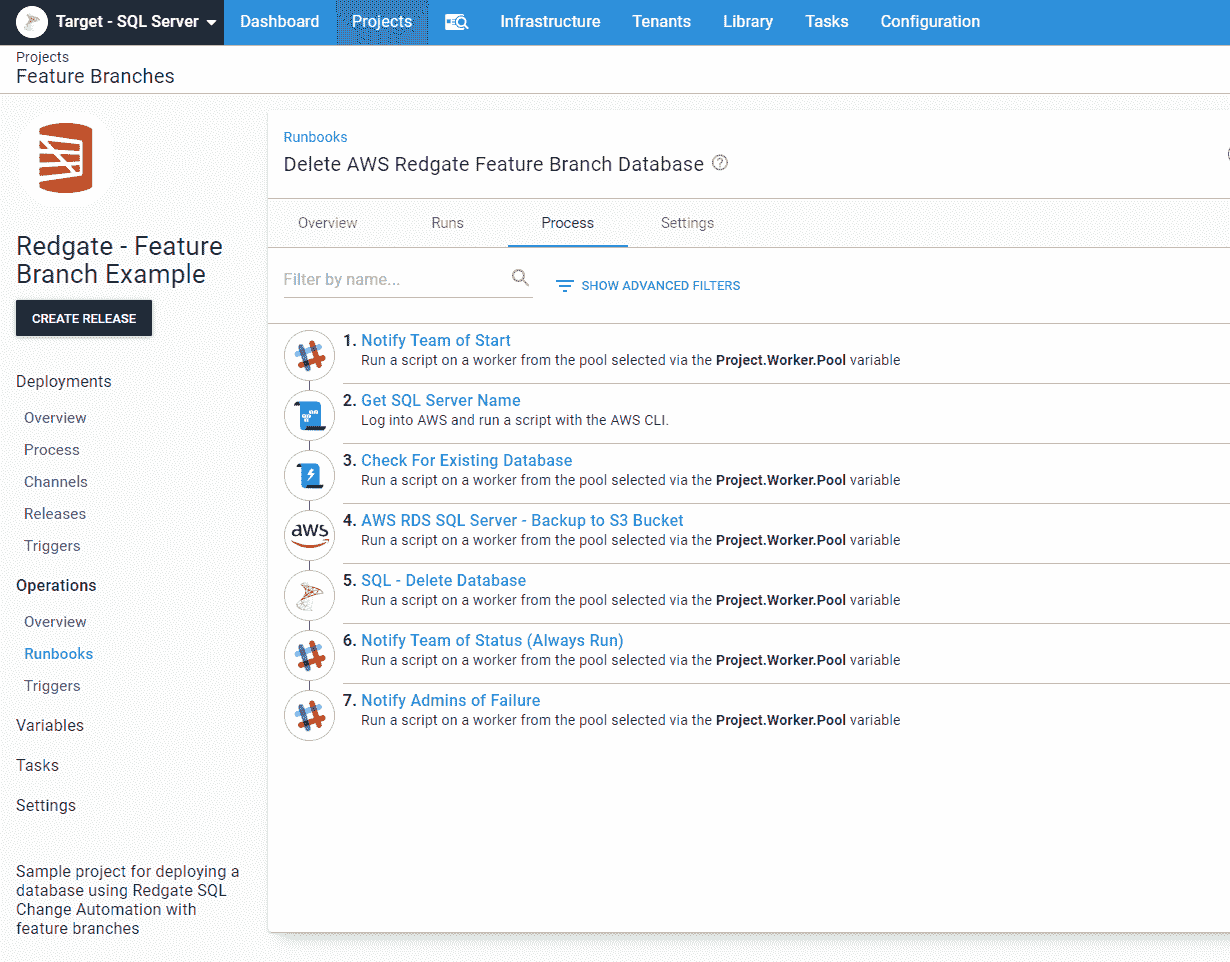 Target - SQL Server
Dashboard
Projects
Infrastructure
Tenants
Library
Tasks
Configuration
Projects
Feature Branches
Redgate - Feature
Branch Example
CREATE RELEASE
Deployments
Overview
Process
Channels
Releases
Triggers
Operations
Overview
Runbooks
Triggers
Variables
Tasks
Settings
Sample project for deploying a
database using Redgate SQL
Change Automation with
feature branches
Runbooks
Delete AWS Redgate Feature Branch Database ?
Overview
Runs
Process
Settings
Filter by name...
SHOW ADVANCED FILTERS
1. Notify Team of Start
Run a script on a worker from the pool selected via the Project.Worker.Pool variable
2. Get SQL Server Name
Log into AWS and run a script with the AWS CLI.
3. Check For Existing Database
Run a script on a worker from the pool selected via the Project.Worker.Pool variable
aws
4. AWS RDS SQL Server - Backup to S3 Bucket
Run a script on a worker from the pool selected via the Project.Worker.Pool variable
5. SQL - Delete Database
Run a script on a worker from the pool selected via the Project.Worker.Pool variable
6. Notify Team of Status (Always Run)
Run a script on a worker from the pool selected via the Project.Worker.Pool variable
7. Notify Admins of Failure
Run a script on a worker from the pool selected via the Project.Worker.Pool variable